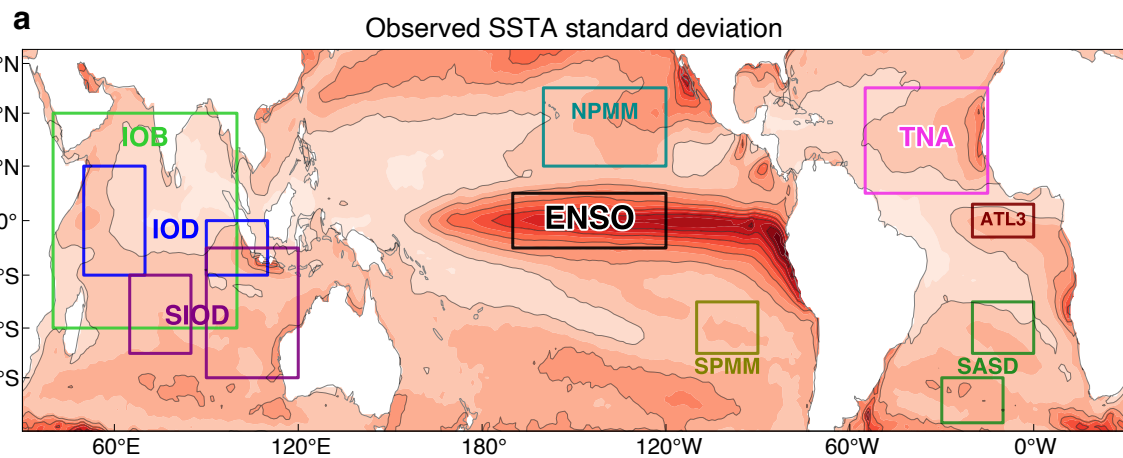 a
Observed SSTA standard deviation
°N
°N
°N
0°
°S
°S
°S
IOB
NPMM
TNA
IOD
ENSO
ATL3
SIOD
SPMM
SASD
60°E 120°E 180° 120°W 60°W 0°W